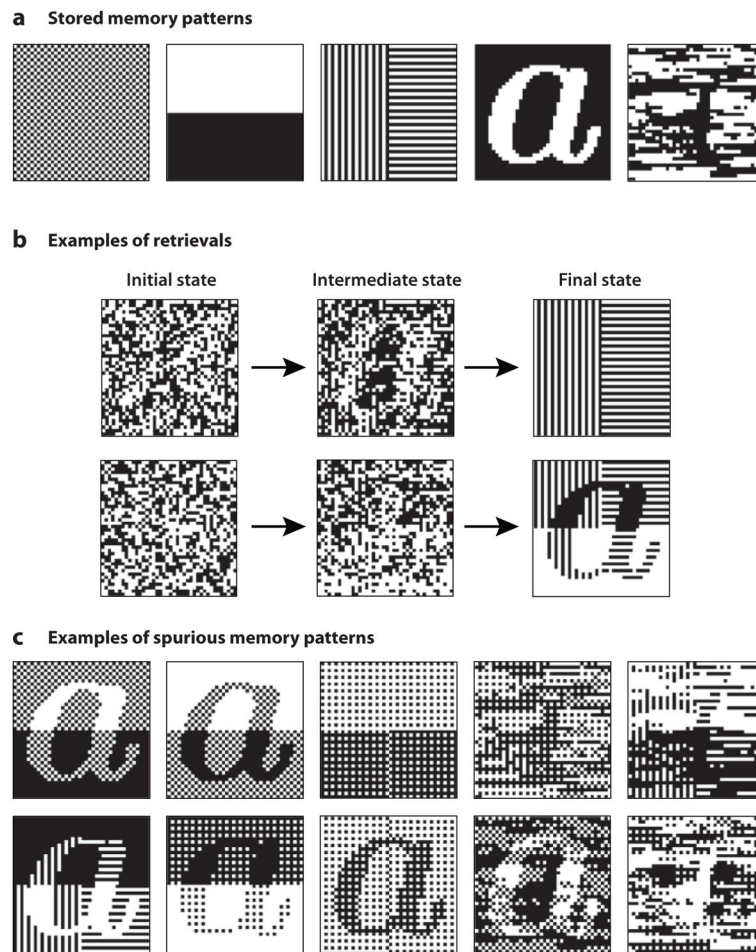 a Stored memory patterns
a
b Examples of retrievals
Initial state Intermediate state Final state
a
c Examples of spurious memory patterns
a a
a a a a